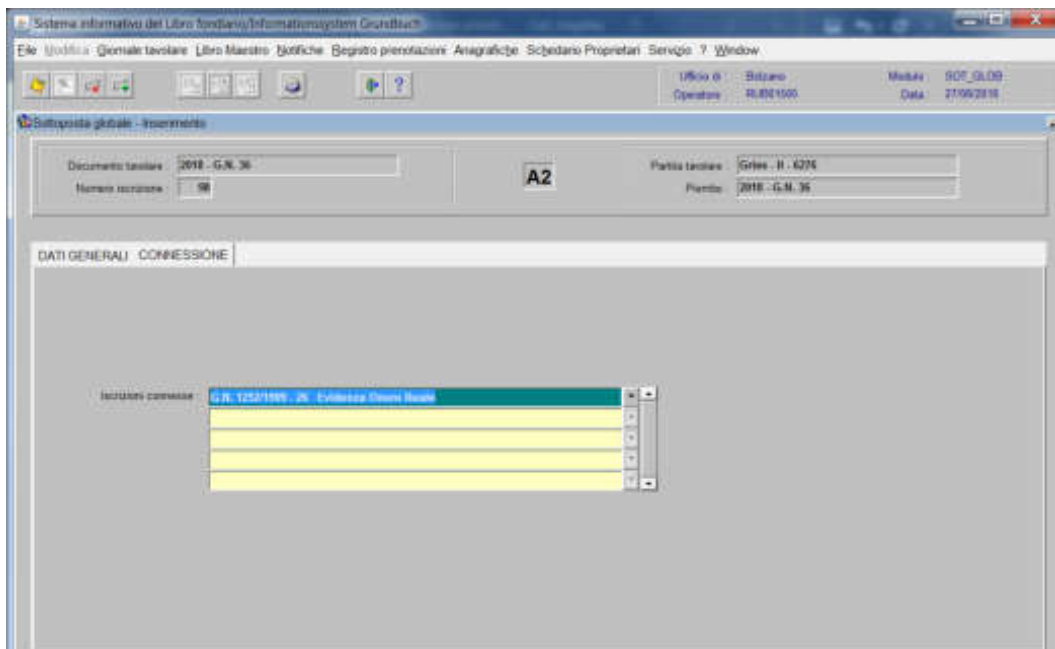 Sistema informativo del Libro fondiario/Informationssystem Grundbuch
File Modifica Giornale tavolare Libro Maestro Notifiche Registro prenotazioni Anagrafiche Schedario Proprietari Servizio ? Window
Ufficio di Bolzano Modulo SOT_GLOB
Operatore Data 27/06/2018
Sottoposta globale - Inserimento
Documento tavolare 2018 - G.N. 36 A2 Partita tavolare Gries - II - 6276
Numero iscrizione 98 Piombo 2018 - G.N. 36
DATI GENERALI CONNESSIONE
Iscrizioni connesse G.N. 1252/1989 - 26 Evidenza Onere Reale